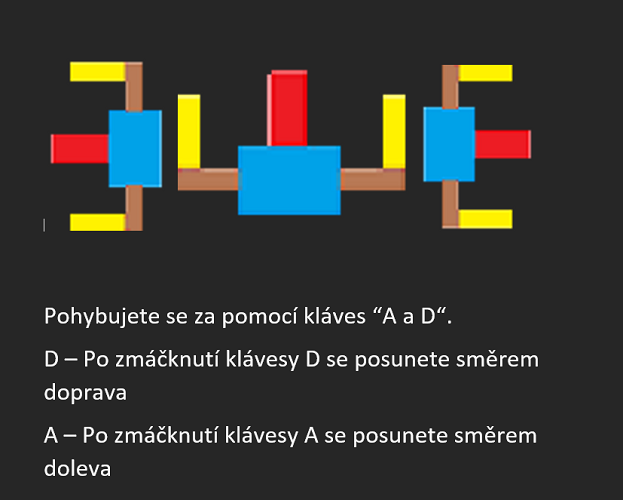 Pohybujete se za pomocí kláves “A a D“.
D – Po zmáčknutí klávesy D se posunete směrem
doprava
A – Po zmáčknutí klávesy A se posunete směrem
doleva